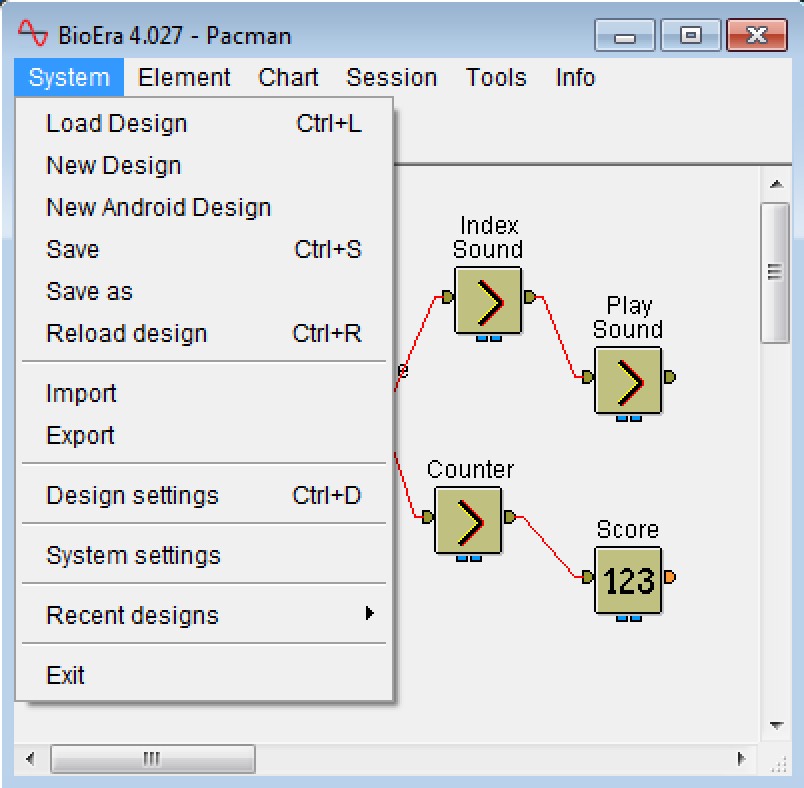 BioEra 4.027 - Pacman
System Element Chart Session Tools Info
Load Design Ctrl+L
New Design
New Android Design
Save Ctrl+S
Save as
Reload design Ctrl+R
Import
Export
Design settings Ctrl+D
System settings
Recent designs
Exit
Index
Sound
Play
Sound
Counter
Score
123